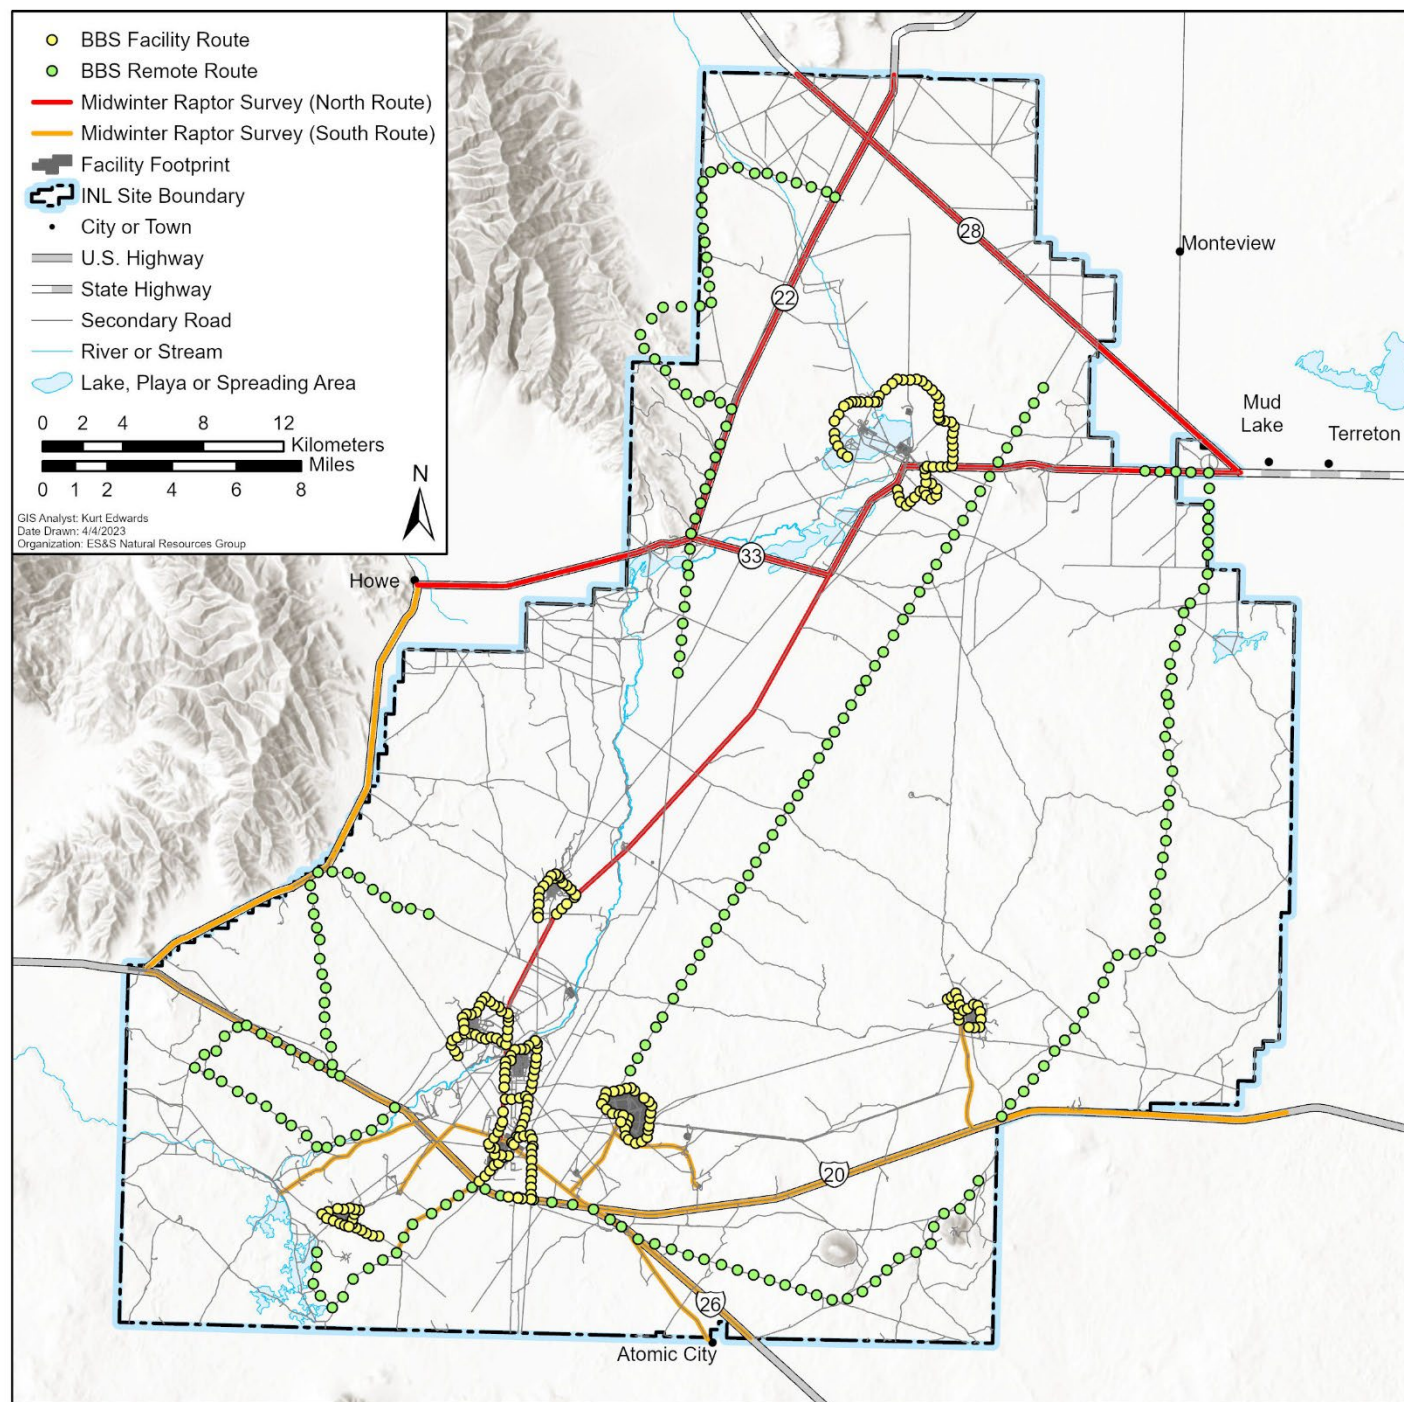 BBS Facility Route
BBS Remote Route
Midwinter Raptor Survey (North Route)
Midwinter Raptor Survey (South Route)
Facility Footprint
INL Site Boundary
City or Town
U.S. Highway
State Highway
Secondary Road
River or Stream
Lake, Playa or Spreading Area
0 2 4 8 12
Kilometers
Miles
0 1 2 4 6 8
N
GIS Analyst: Kurt Edwards
Date Drawn: 4/4/2023
Organization: ES&S Natural Resources Group
28
Monteview
22
Mud
Lake
Terreton
33
Howe
20
26
Atomic City